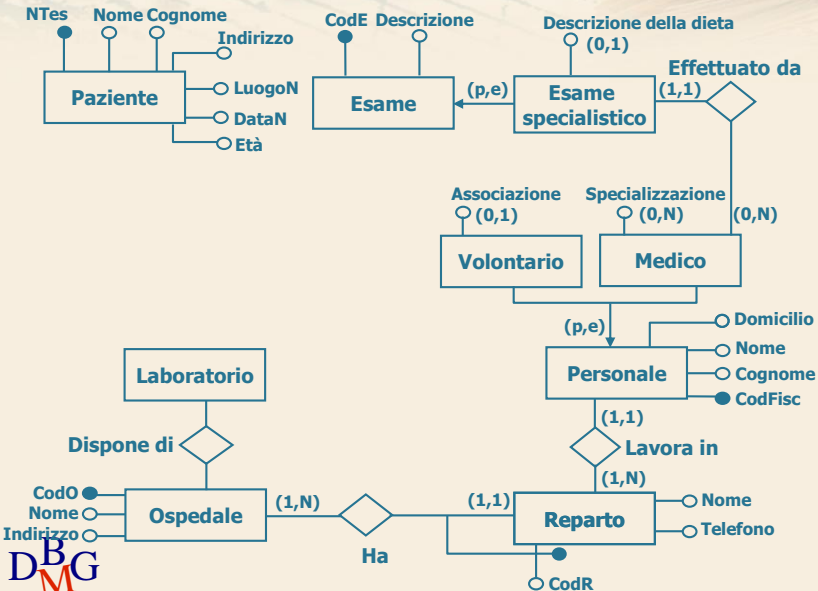 NTes Nome Cognome
Indirizzo
Paziente
LuogoN
DataN
Età
CodE Descrizione
Esame
(p,e)
Descrizione della dieta
(0,1)
Esame
specialistico
(1,1)
Effettuato da
(0,N)
Associazione
(0,1)
Volontario
Specializzazione
(0,N)
Medico
(p,e)
Domicilio
Nome
Cognome
CodFisc
Personale
(1,1)
Lavora in
(1,N)
Laboratorio
Dispone di
CodO
Nome
Indirizzo
Ospedale
(1,N)
Ha
(1,1)
Reparto
Nome
Telefono
CodR
DBMG